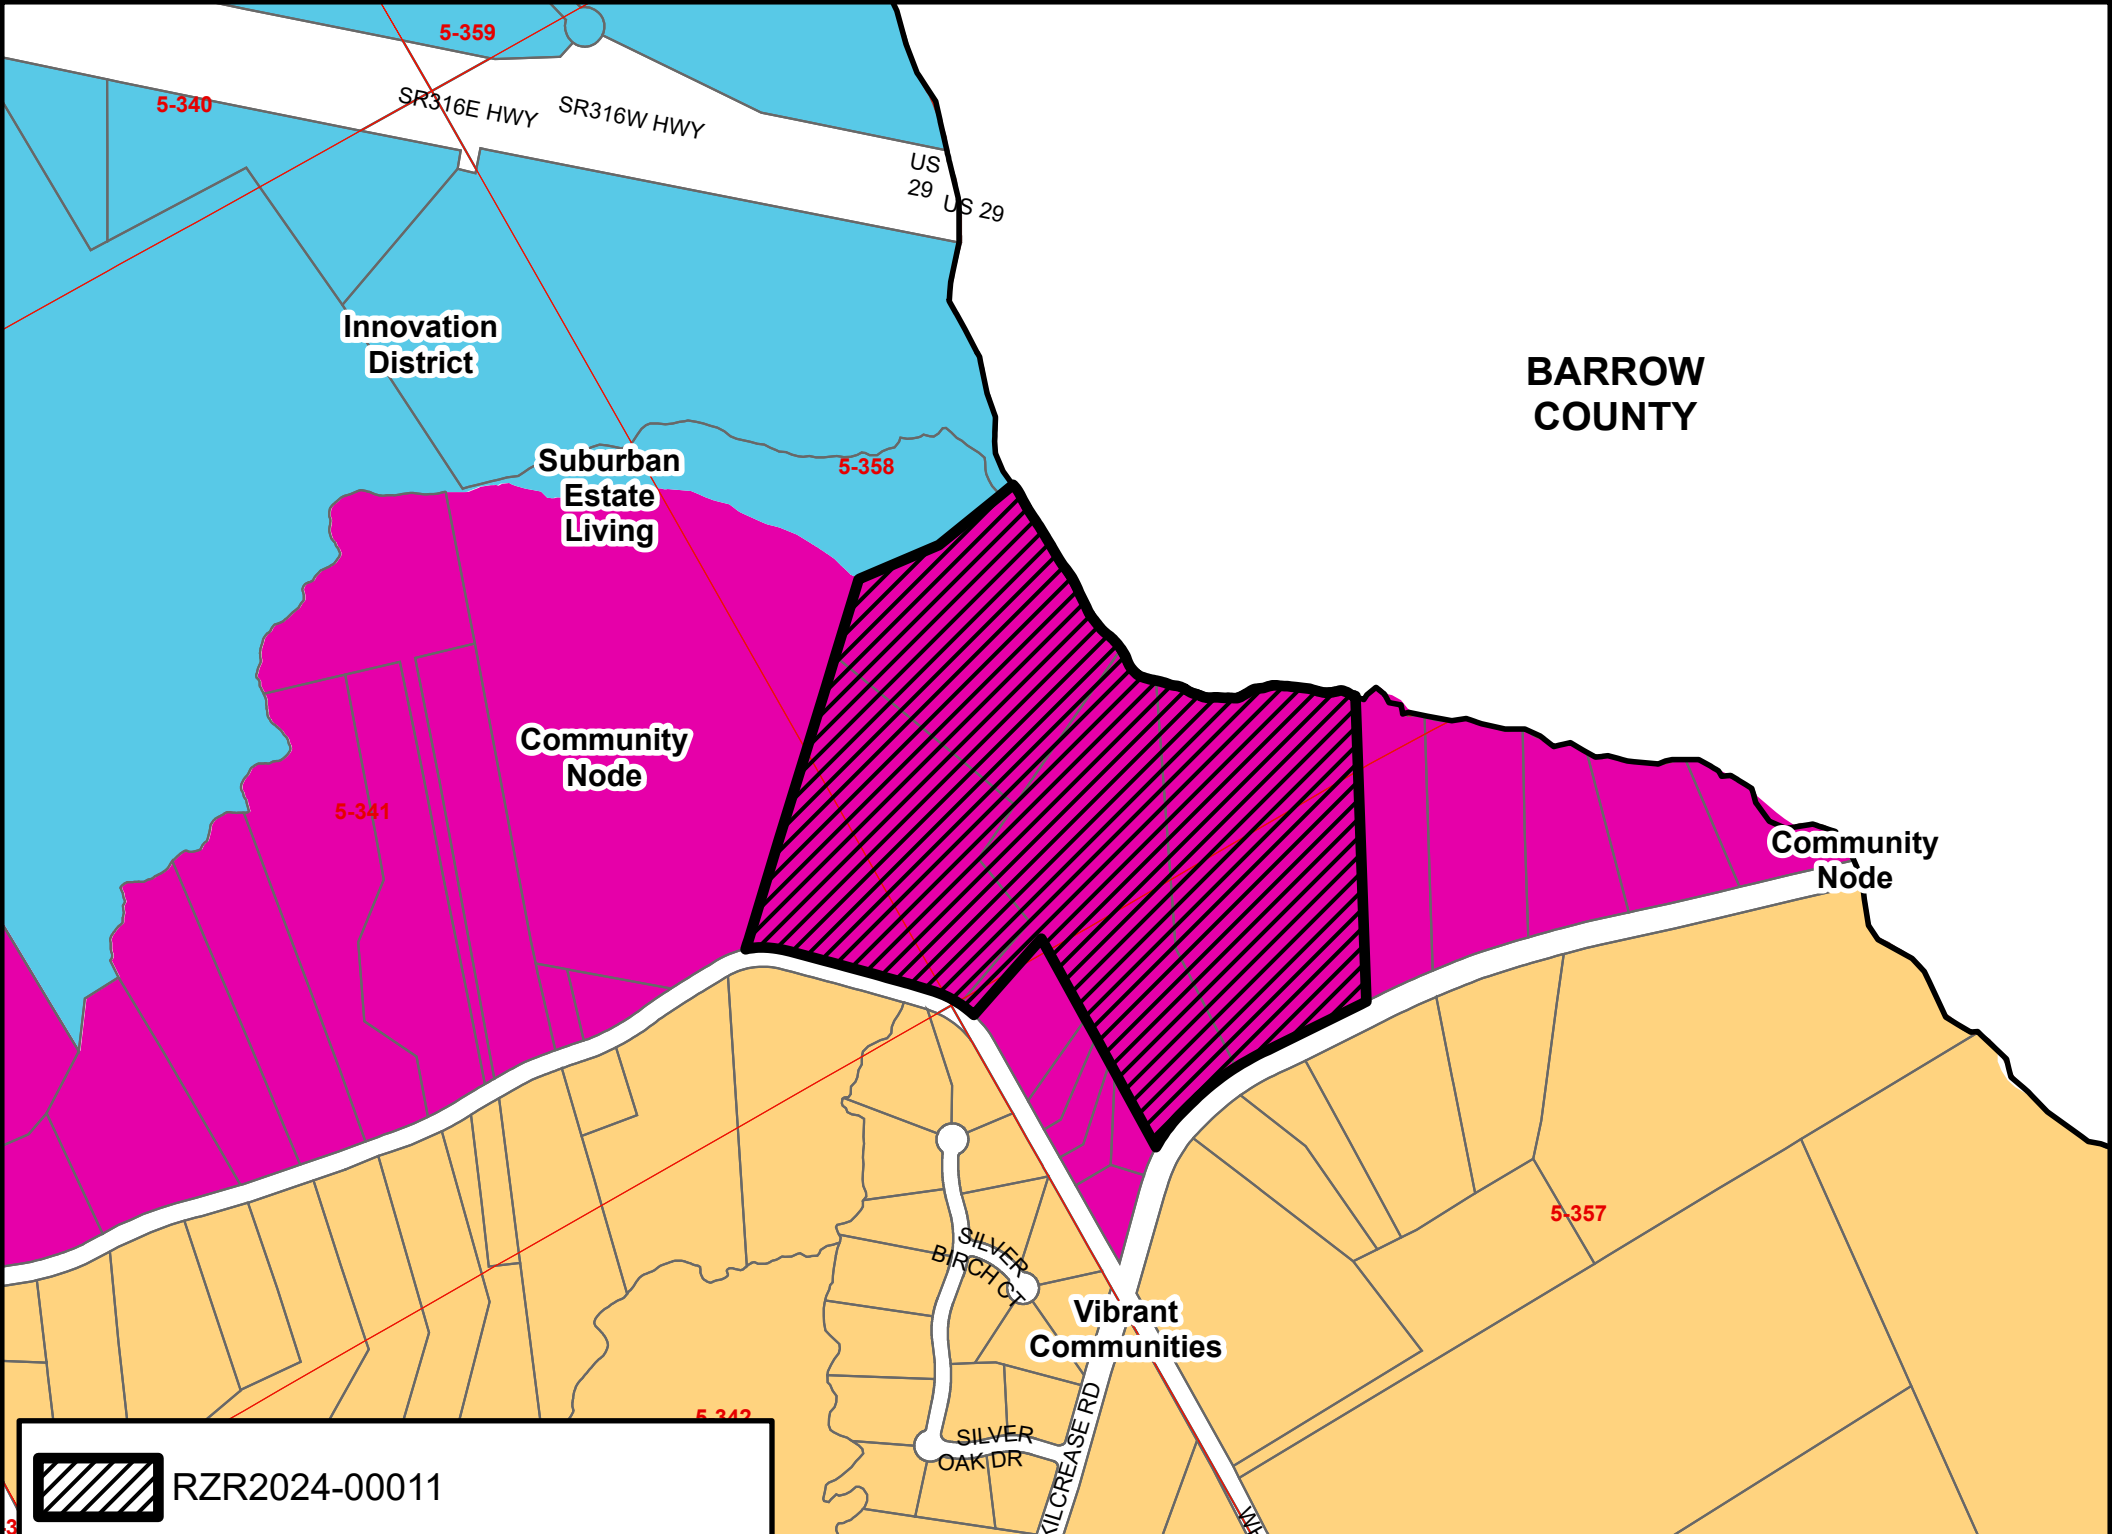 5-359
5-340
SR316E HWY
SR316W HWY
US
29
US 29
Innovation
District
BARROW
COUNTY
Suburban
Estate
Living
5-358
Community
Node
5-341
Community
Node
5-357
SILVER
BIRCH CT
Vibrant
Communities
KILCREASE RD
5-342
SILVER
OAK DR
RZR2024-00011